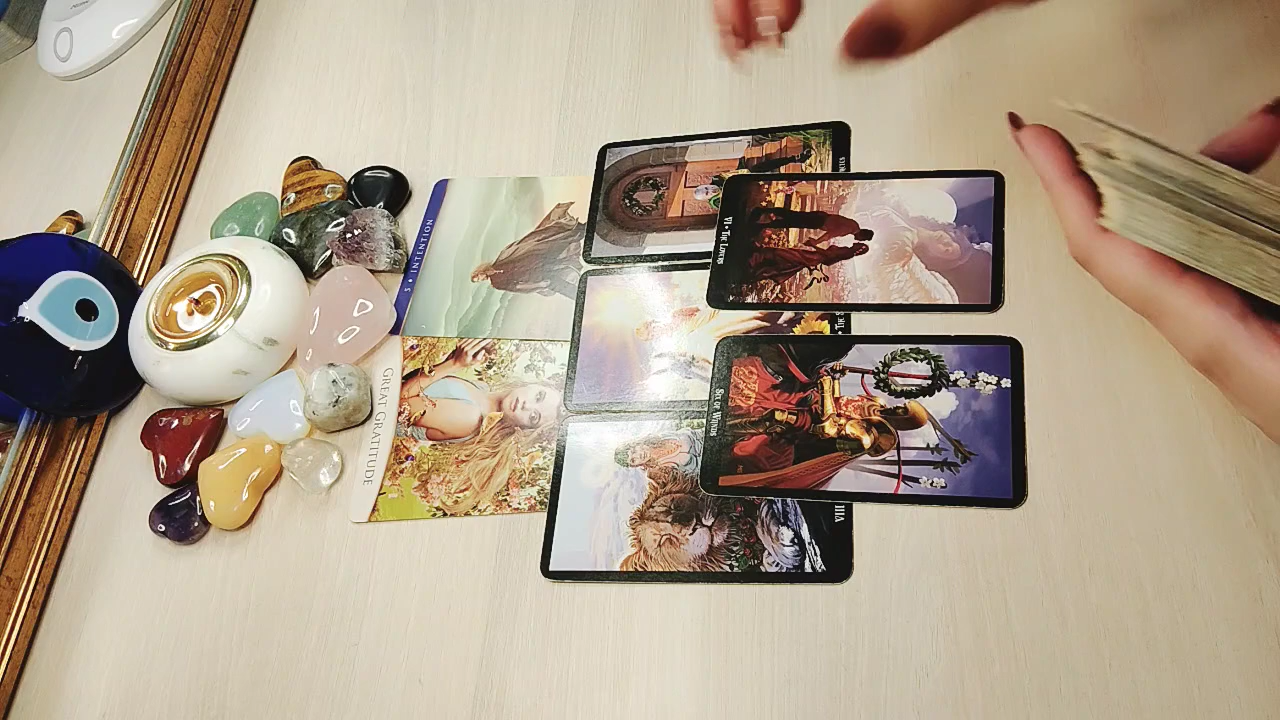 5 • INTENTION
GREAT GRATITUDE
VI • THE LOVERS
SIX OF WANDS
VIII